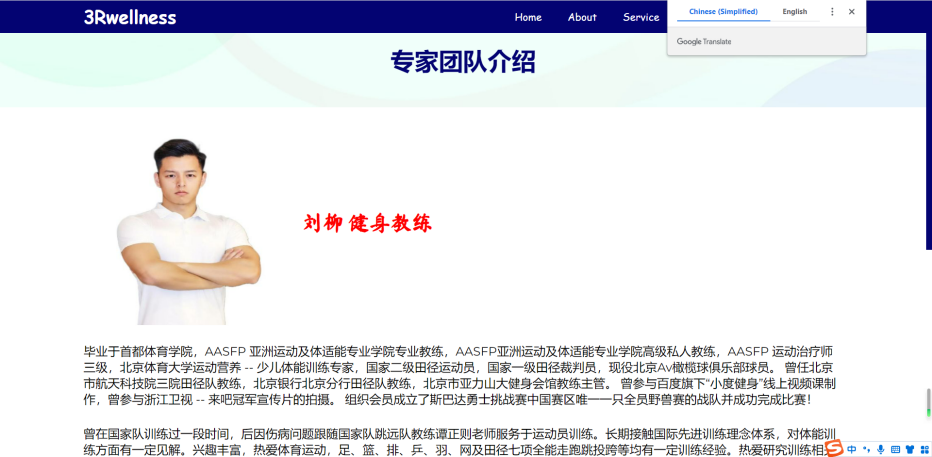 3Rwellness
Home About Service
Chinese (Simplified) English
Google Translate
专家团队介绍
刘柳 健身教练
毕业于首都体育学院，AASFP 亚洲运动及体适能专业学院专业教练，AASFP亚洲运动及体适能专业学院高级私人教练，AASFP 运动治疗师
三级，北京体育大学运动营养 -- 少儿体能训练专家，国家二级田径运动员，国家一级田径裁判员，现役北京Av橄榄球俱乐部球员。 曾任北京
市航天科技院三院田径队教练，北京银行北京分行田径队教练，北京市亚力山大健身会馆教练主管。 曾参与百度旗下“小度健身”线上视频课制
作，曾参与浙江卫视 -- 来吧冠军宣传片的拍摄。 组织会员成立了斯巴达勇士挑战赛中国赛区唯一一只全员野兽赛的战队并成功完成比赛！
曾在国家队训练过一段时间，后因伤病问题跟随国家队跳远队教练谭正则老师服务于运动员训练。长期接触国际先进训练理念体系，对体能训
练方面有一定见解。兴趣丰富，热爱体育运动，足、篮、排、乒、羽、网及田径七项全能走跑跳投跨等均有一定训练经验。热爱研究训练相关
中